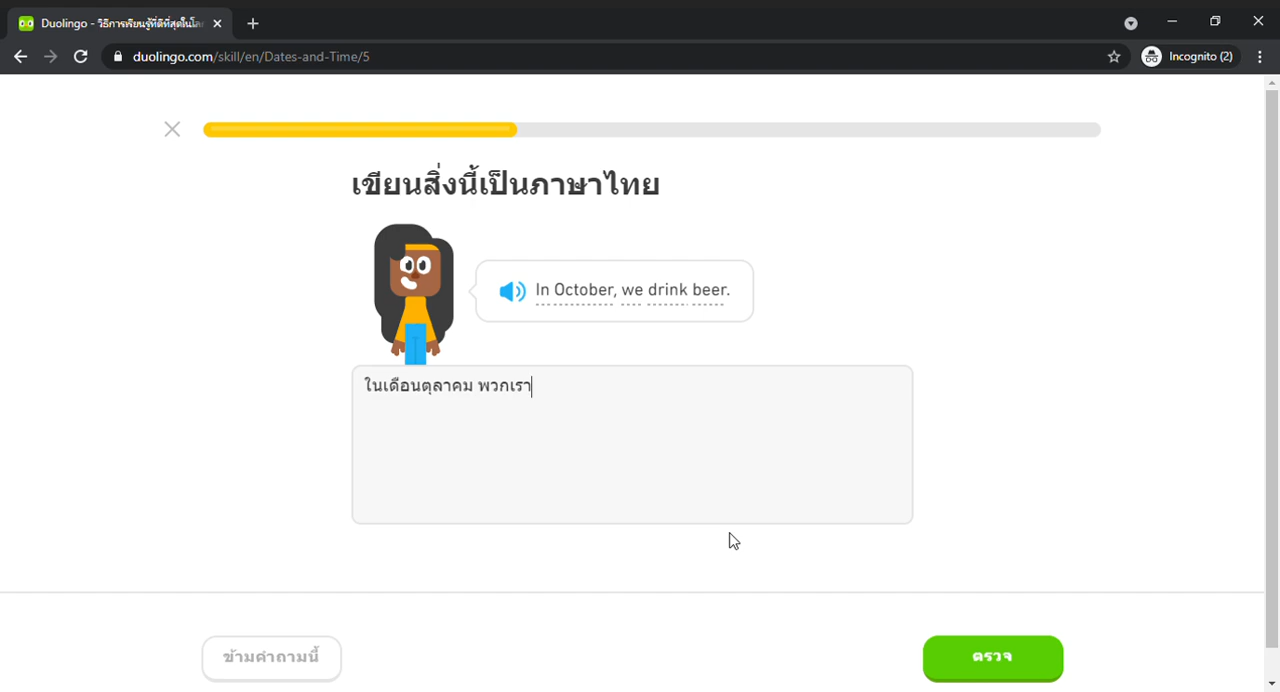 Duolingo - วิธีการเรียนรู้ที่ดีที่สุดในโล
duolingo.com/skill/en/Dates-and-Time/5
Incognito (2)
เขียนสิ่งนี้เป็นภาษาไทย
In October, we drink beer.
ในเดือนตุลาคม พวกเรา
ข้ามคำถามนี้
ตรวจ